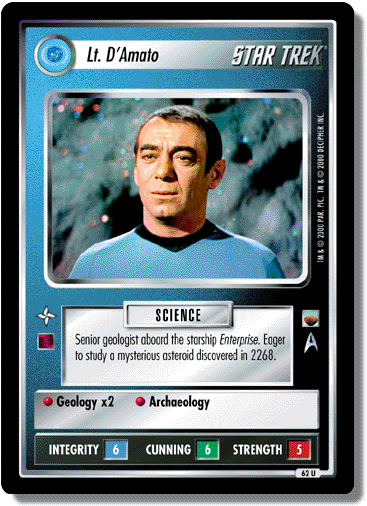 Lt. D'Amato
STAR TREK
TM & © 2000 PAR. PIC. TM & © 2000 DECIPHER INC.
SCIENCE
Senior geologist aboard the starship Enterprise. Eager
to study a mysterious asteroid discovered in 2268.
Geology x2 Archaeology
INTEGRITY 6 CUNNING 6 STRENGTH 5
62 U